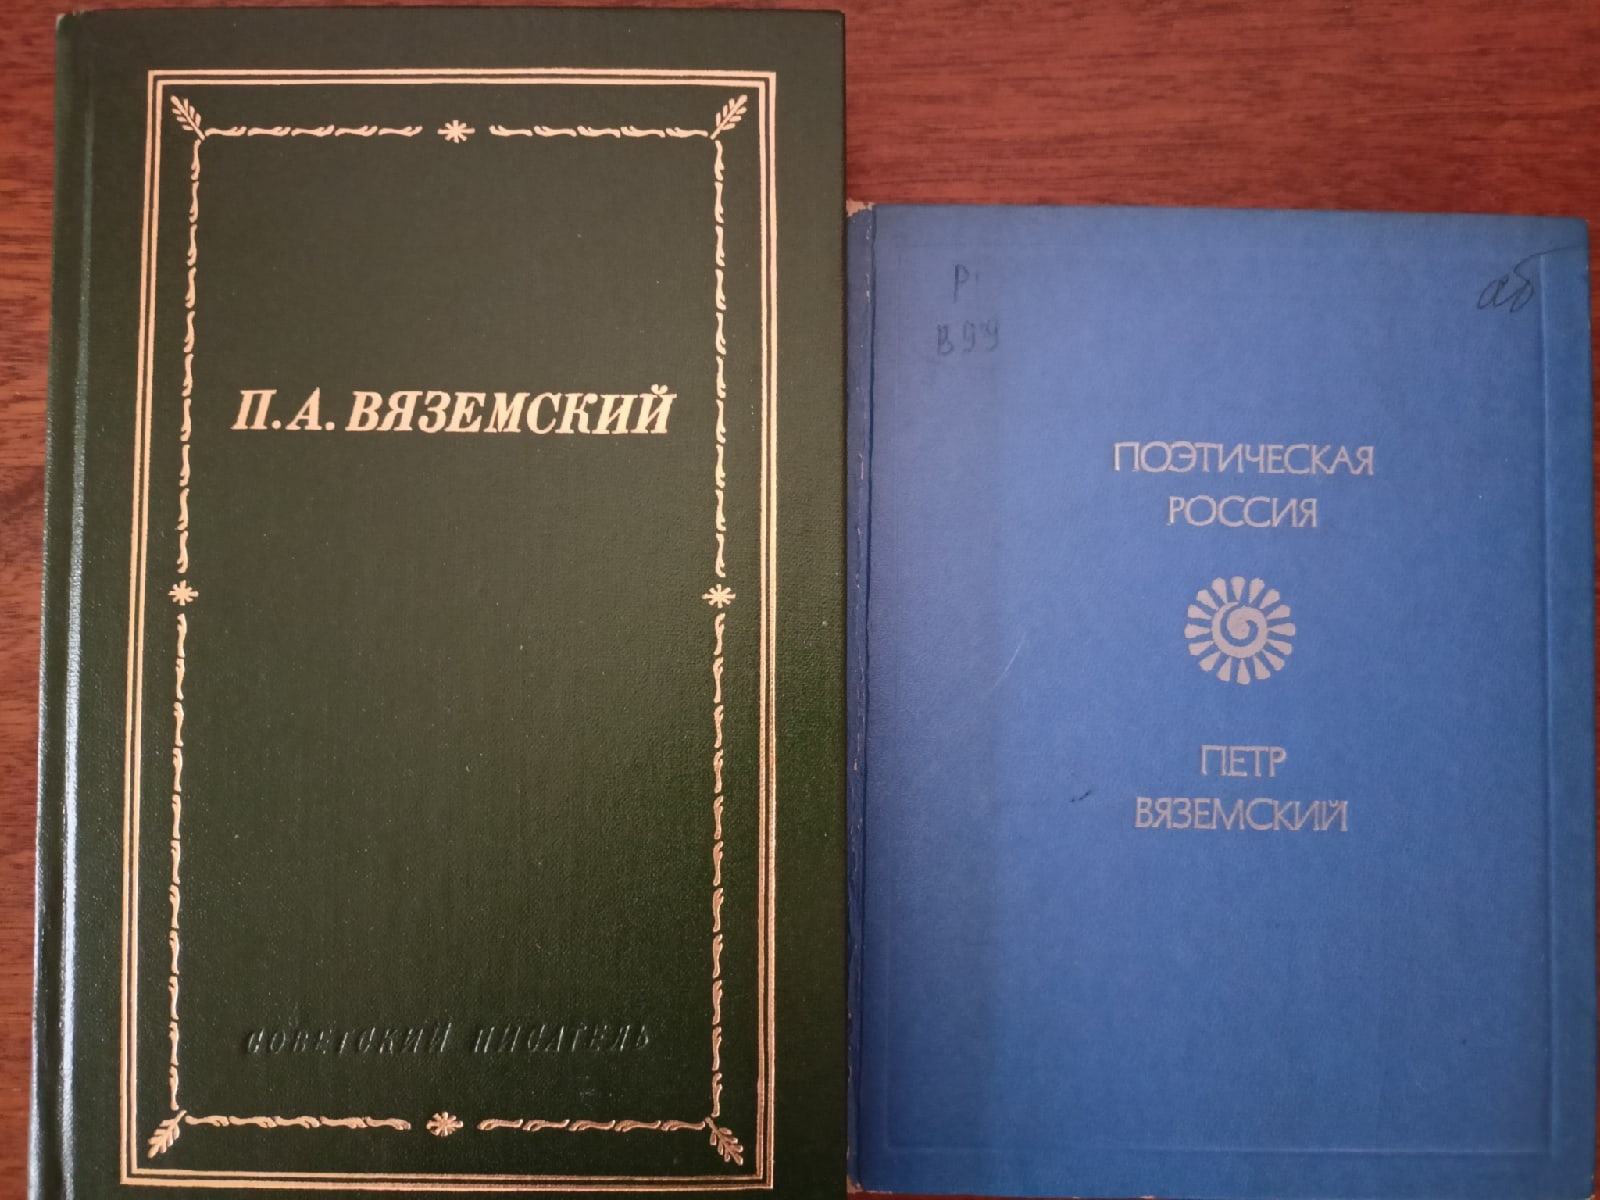 П. А. ВЯЗЕМСКИЙ
СОВЕТСКИЙ ПИСАТЕЛЬ
Р1
В99
аб
ПОЭТИЧЕСКАЯ
РОССИЯ
ПЕТР
ВЯЗЕМСКИЙ